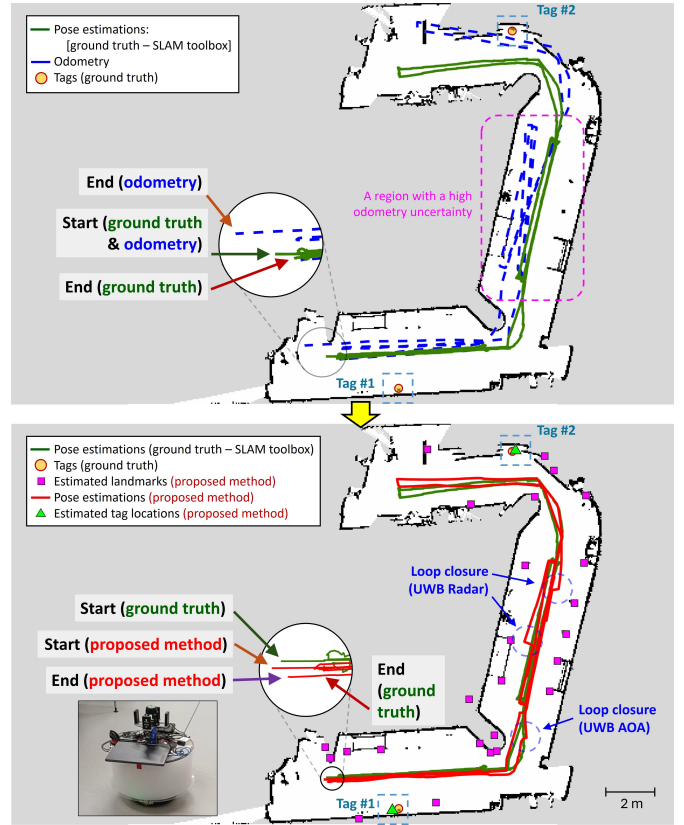 Tag #2
Pose estimations:
[ground truth – SLAM toolbox]
Odometry
Tags (ground truth)
A region with a high
odometry uncertainty
End (odometry)
Start (ground truth
& odometry)
End (ground truth)
Tag #1
Tag #2
Pose estimations (ground truth – SLAM toolbox)
Tags (ground truth)
Estimated landmarks (proposed method)
Pose estimations (proposed method)
Estimated tag locations (proposed method)
Loop closure
(UWB Radar)
Start (ground truth)
Start (proposed method)
End (proposed method)
End
(ground
truth)
Loop closure
(UWB AOA)
Tag #1
2 m